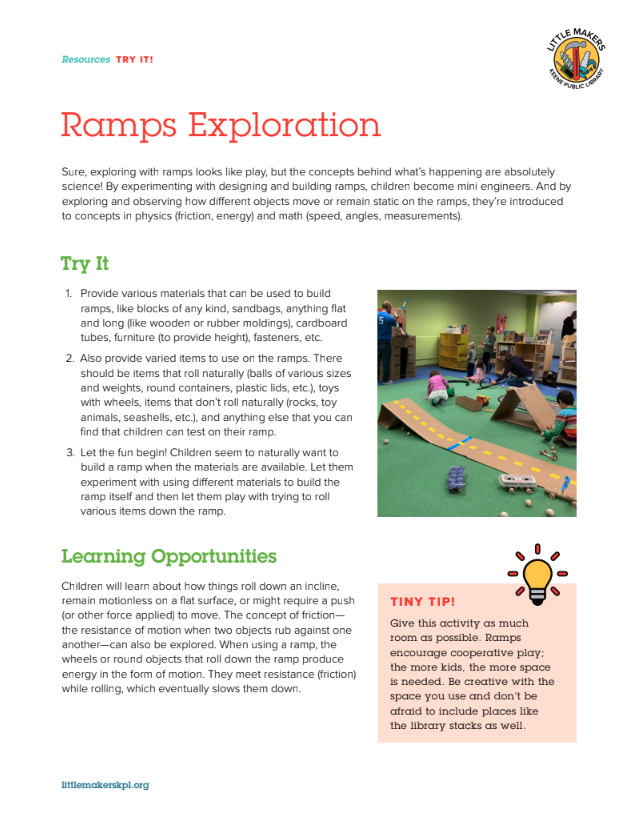 LITTLE MAKERS
KEENE PUBLIC LIBRARY
Resources TRY IT!
Ramps Exploration
Sure, exploring with ramps looks like play, but the concepts behind what's happening are absolutely
science! By experimenting with designing and building ramps, children become mini engineers. And by
exploring and observing how different objects move or remain static on the ramps, they're introduced
to concepts in physics (friction, energy) and math (speed, angles, measurements).
Try It
1. Provide various materials that can be used to build
ramps, like blocks of any kind, sandbags, anything flat
and long (like wooden or rubber moldings), cardboard
tubes, furniture (to provide height), fasteners, etc.
2. Also provide varied items to use on the ramps. There
should be items that roll naturally (balls of various sizes
and weights, round containers, plastic lids, etc.), toys
with wheels, items that don't roll naturally (rocks, toy
animals, seashells, etc.), and anything else that you can
find that children can test on their ramp.
3. Let the fun begin! Children seem to naturally want to
build a ramp when the materials are available. Let them
experiment with using different materials to build the
ramp itself and then let them play with trying to roll
various items down the ramp.
5
Learning Opportunities
Children will learn about how things roll down an incline,
remain motionless on a flat surface, or might require a push
(or other force applied) to move. The concept of friction—
the resistance of motion when two objects rub against one
another—can also be explored. When using a ramp, the
wheels or round objects that roll down the ramp produce
energy in the form of motion. They meet resistance (friction)
while rolling, which eventually slows them down.
TINY TIP!
Give this activity as much
room as possible. Ramps
encourage cooperative play;
the more kids, the more space
is needed. Be creative with the
space you use and don't be
afraid to include places like
the library stacks as well.
littlemakerskpl.org